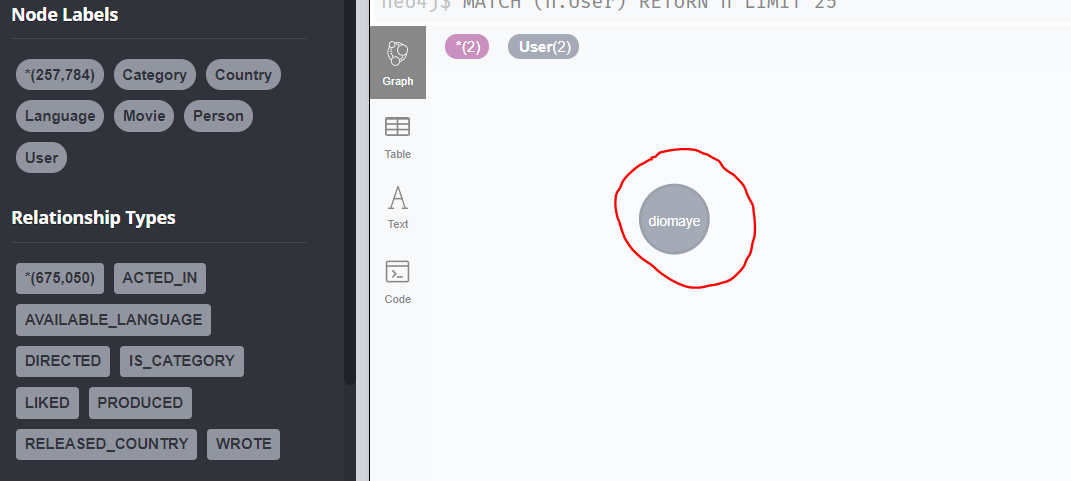 Node Labels
*(257,784) Category Country
Language Movie Person
User
Relationship Types
*(675,050) ACTED_IN
AVAILABLE_LANGUAGE
DIRECTED IS_CATEGORY
LIKED PRODUCED
RELEASED_COUNTRY WROTE
neo4j$ MATCH (n:User) RETURN n LIMIT 25
*(2) User(2)
Graph
Table
Text
Code
diomaye